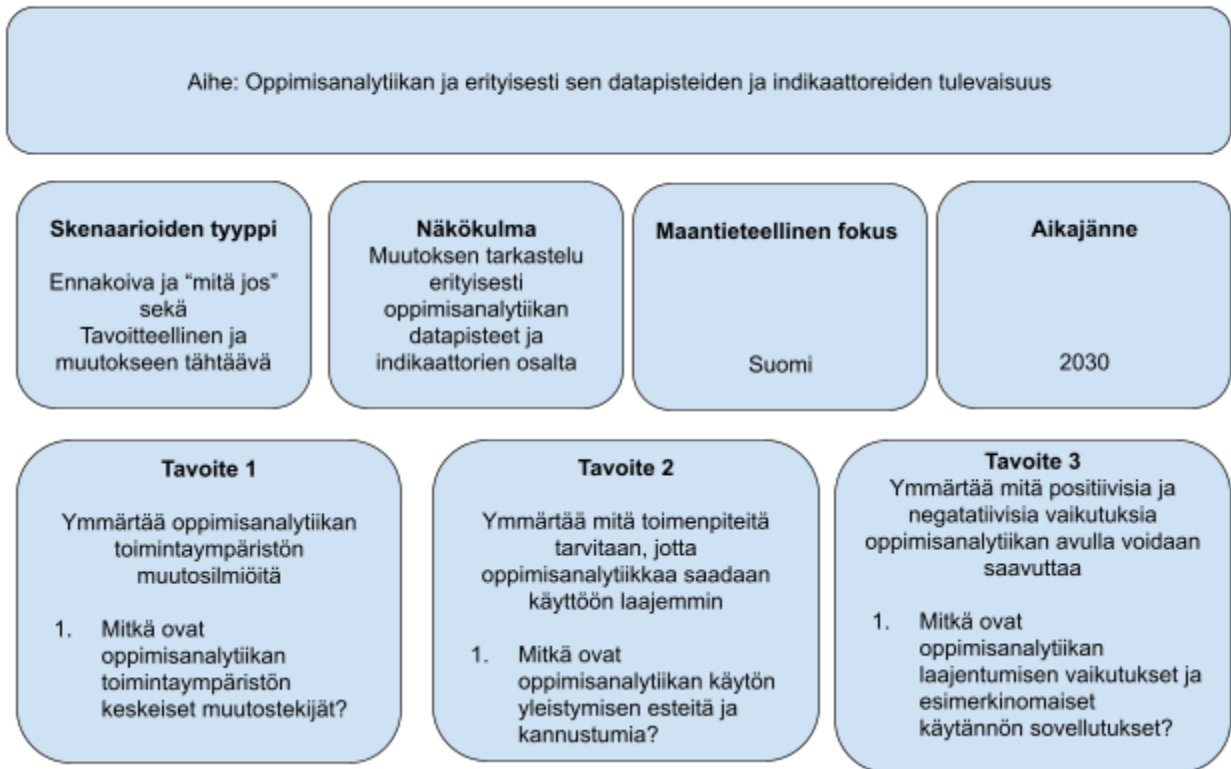 Aihe: Oppimisanalytiikan ja erityisesti sen datapisteiden ja indikaattoreiden tulevaisuus
Skenaarioiden tyyppi
Ennakoiva ja “mitä jos”
sekä
Tavoitteellinen ja
muutokseen tähtäävä
Näkökulma
Muutoksen tarkastelu
erityisesti
oppimisanalytiikan
datapisteet ja
indikaattorien osalta
Maantieteellinen fokus
Suomi
Aikajänne
2030
Tavoite 1
Ymmärtää oppimisanalytiikan
toimintaympäristön
muutosilmiöitä
1. Mitkä ovat
oppimisanalytiikan
toimintaympäristön
keskeiset muutostekijät?
Tavoite 2
Ymmärtää mitä toimenpiteitä
tarvitaan, jotta
oppimisanalytiikkaa saadaan
käyttöön laajemmin
1. Mitkä ovat
oppimisanalytiikan käytön
yleistymisen esteitä ja
kannustumia?
Tavoite 3
Ymmärtää mitä positiivisia ja
negatatiivisia vaikutuksia
oppimisanalytiikan avulla voidaan
saavuttaa
1. Mitkä ovat
oppimisanalytiikan
laajentumisen vaikutukset ja
esimerkinomaiset
käytännön sovellutukset?